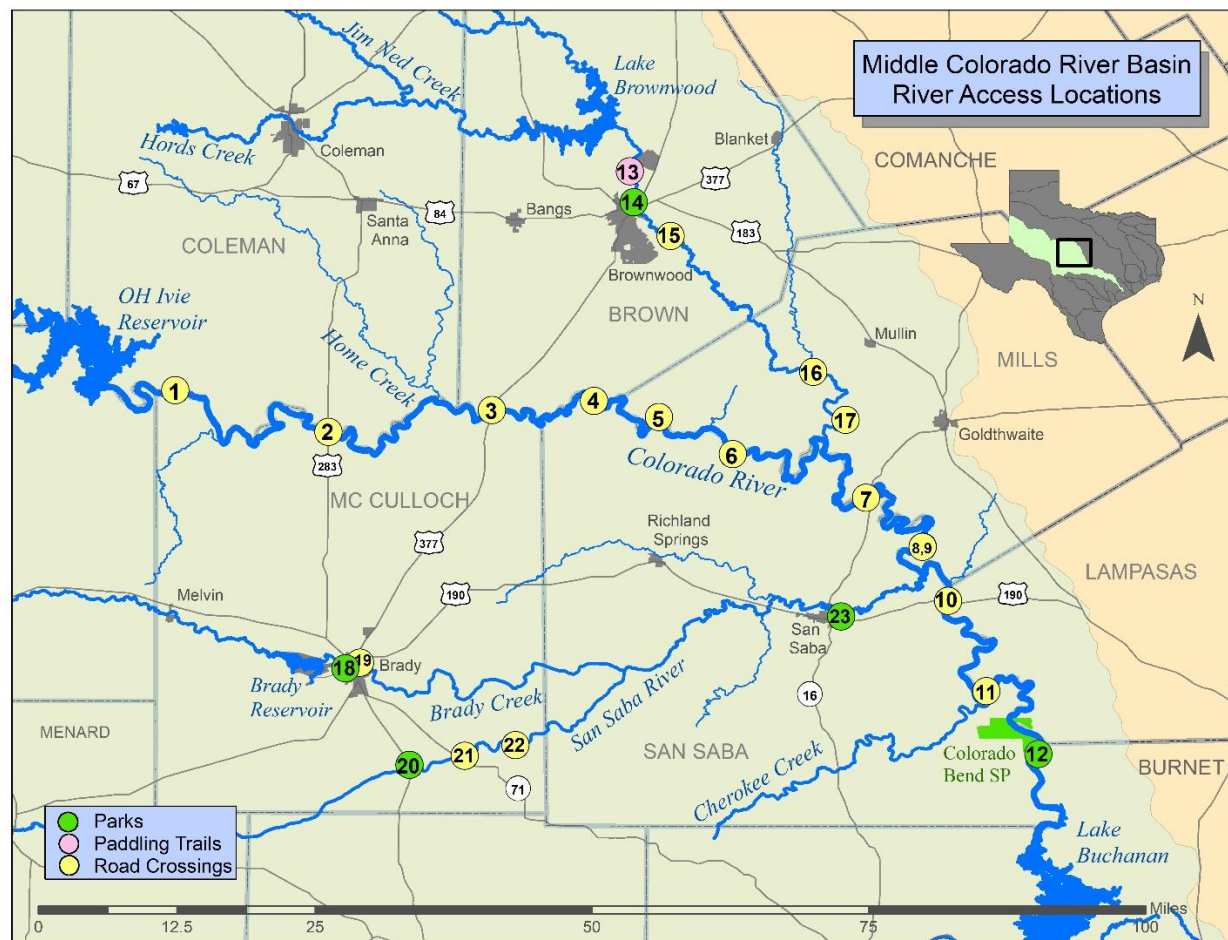 Middle Colorado River Basin
River Access Locations
Jim Ned Creek
Lake
Brownwood
Hords Creek
Coleman
Blanket
COMANCHE
67
13
377
Santa
Anna
84
Bangs
14
COLEMAN
15
183
Brownwood
OH Ivie
Reservoir
BROWN
N
Home Creek
Mullin
MILLS
16
1
2
3
4
5
17
Goldthwaite
6
Colorado River
283
7
MC CULLOCH
377
Richland
Springs
8,9
LAMPASAS
Melvin
190
10
190
23
San
Saba
18
19
Brady
Brady
Reservoir
Brady Creek
San Saba River
16
11
MENARD
22
21
20
SAN SABA
Colorado
Bend SP
12
71
Cherokee Creek
BURNET
Parks
Paddling Trails
Road Crossings
Lake
Buchanan
Miles
0
12.5
25
50
75
100